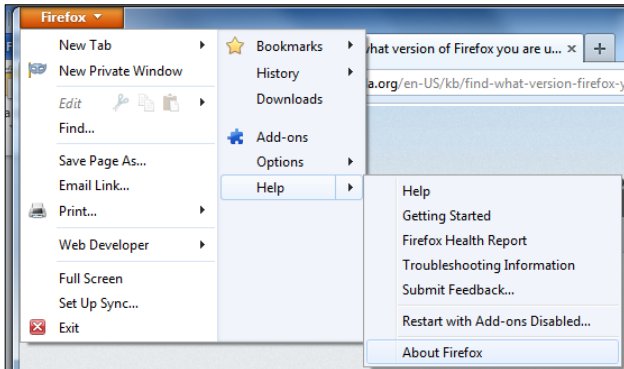 Firefox
New Tab
New Private Window
Edit
Find...
Save Page As...
Email Link...
Print...
Web Developer
Full Screen
Set Up Sync...
Exit
Bookmarks
History
Downloads
Add-ons
Options
Help
what version of Firefox you are u... × +
a.org/en-US/kb/find-what-version-firefox-y
Help
Getting Started
Firefox Health Report
Troubleshooting Information
Submit Feedback...
Restart with Add-ons Disabled...
About Firefox